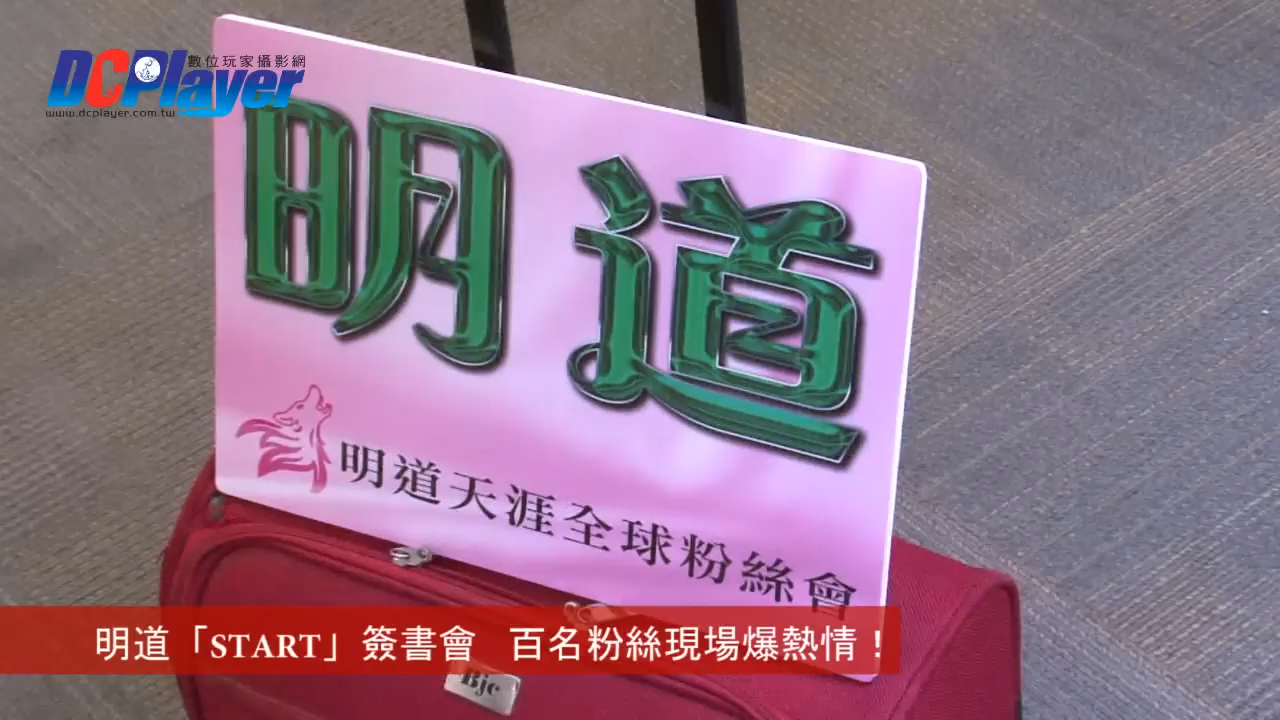 DCPlayer 數位玩家攝影網
www.dcplayer.com.tw
明道
明道天涯全球粉絲會
明道「START」簽書會 百名粉絲現場爆熱情！
Bjc